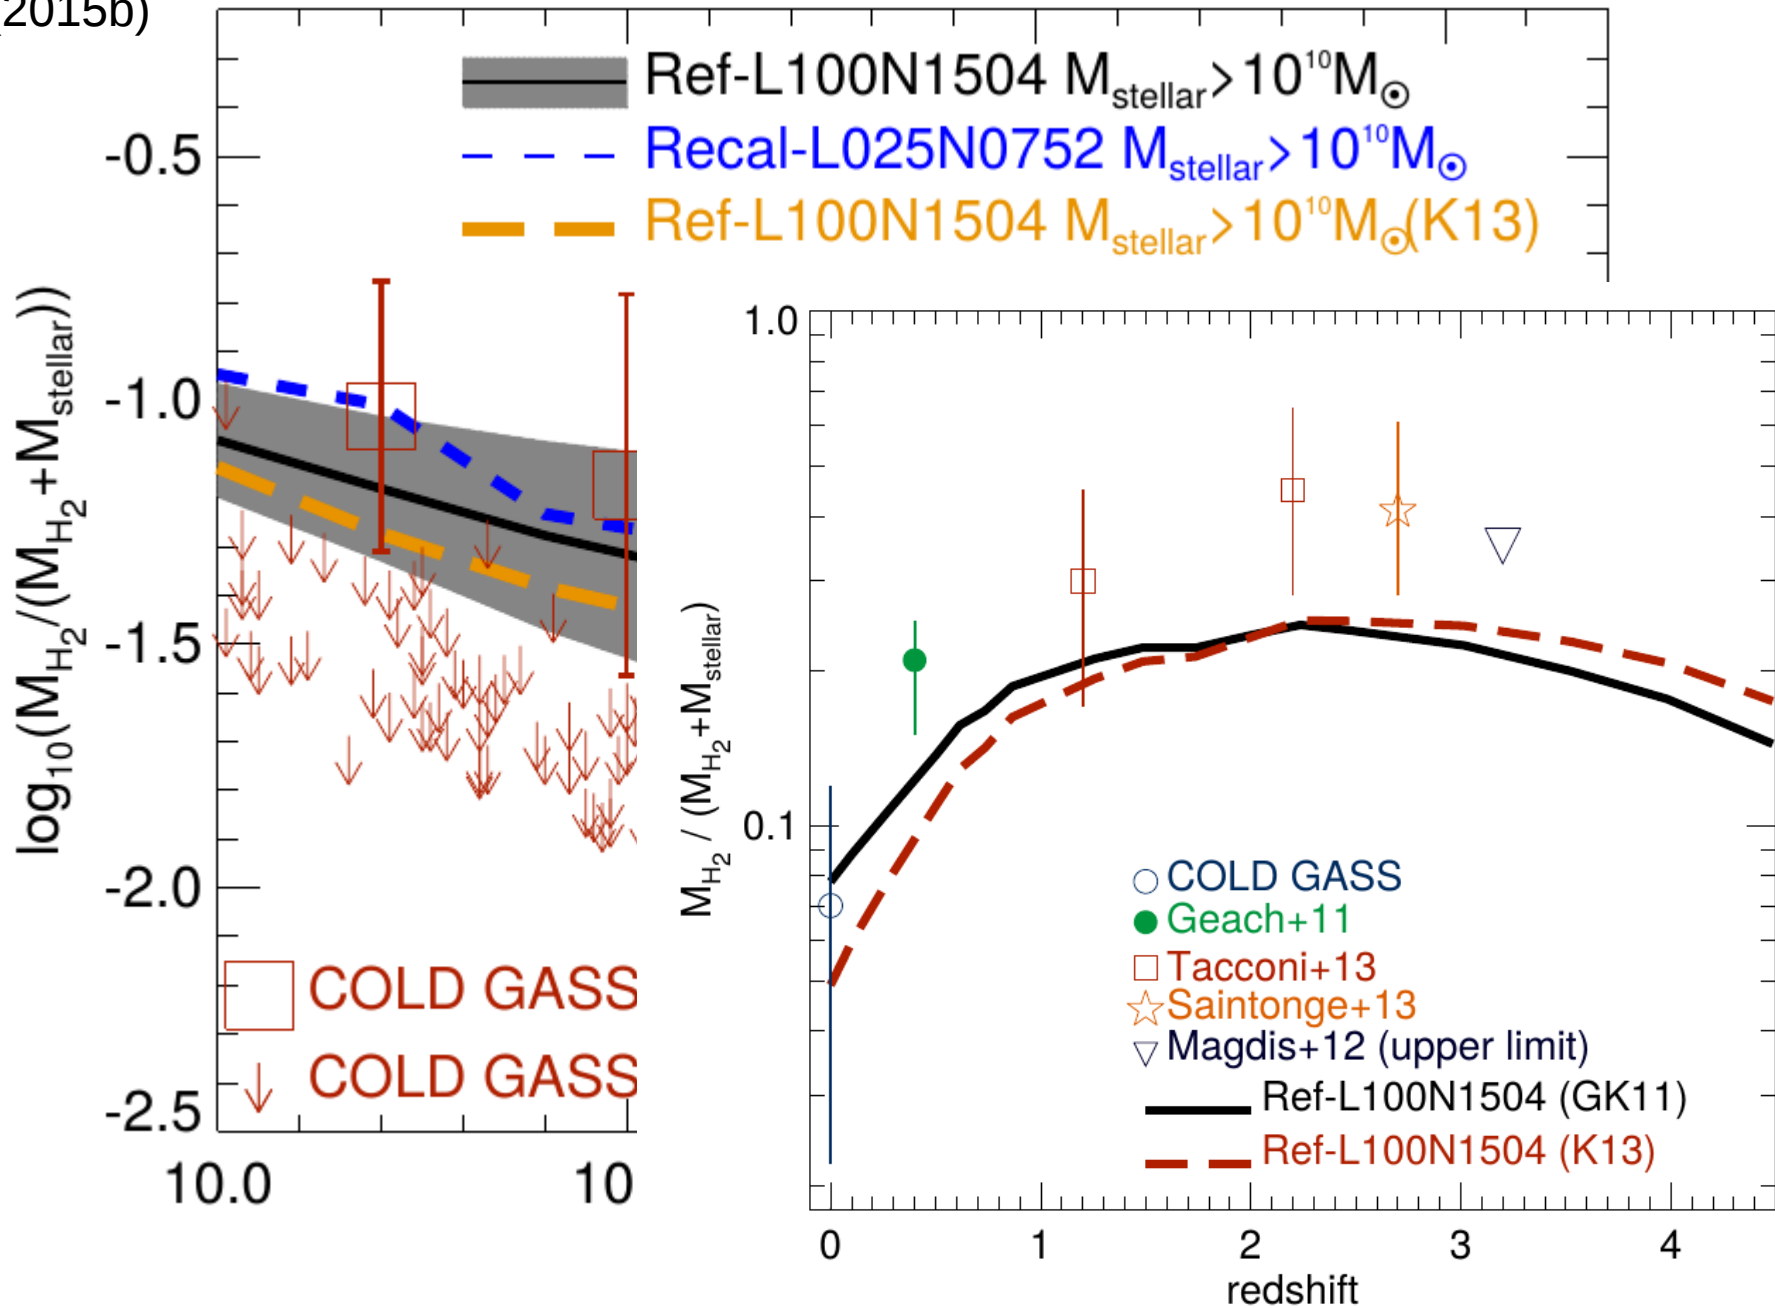 2015b)
Ref-L100N1504 Mstellar>10¹⁰M⊙
Recal-L025N0752 Mstellar>10¹⁰M⊙
Ref-L100N1504 Mstellar>10¹⁰M⊙(K13)
log₁₀(MH₂/(MH₂+Mstellar))
-0.5
-1.0
-1.5
-2.0
-2.5
COLD GASS
COLD GASS
10.0
10
MH₂ / (MH₂+Mstellar)
1.0
0.1
COLD GASS
Geach+11
Tacconi+13
Saintonge+13
Magdis+12 (upper limit)
Ref-L100N1504 (GK11)
Ref-L100N1504 (K13)
0 1 2 3 4
redshift